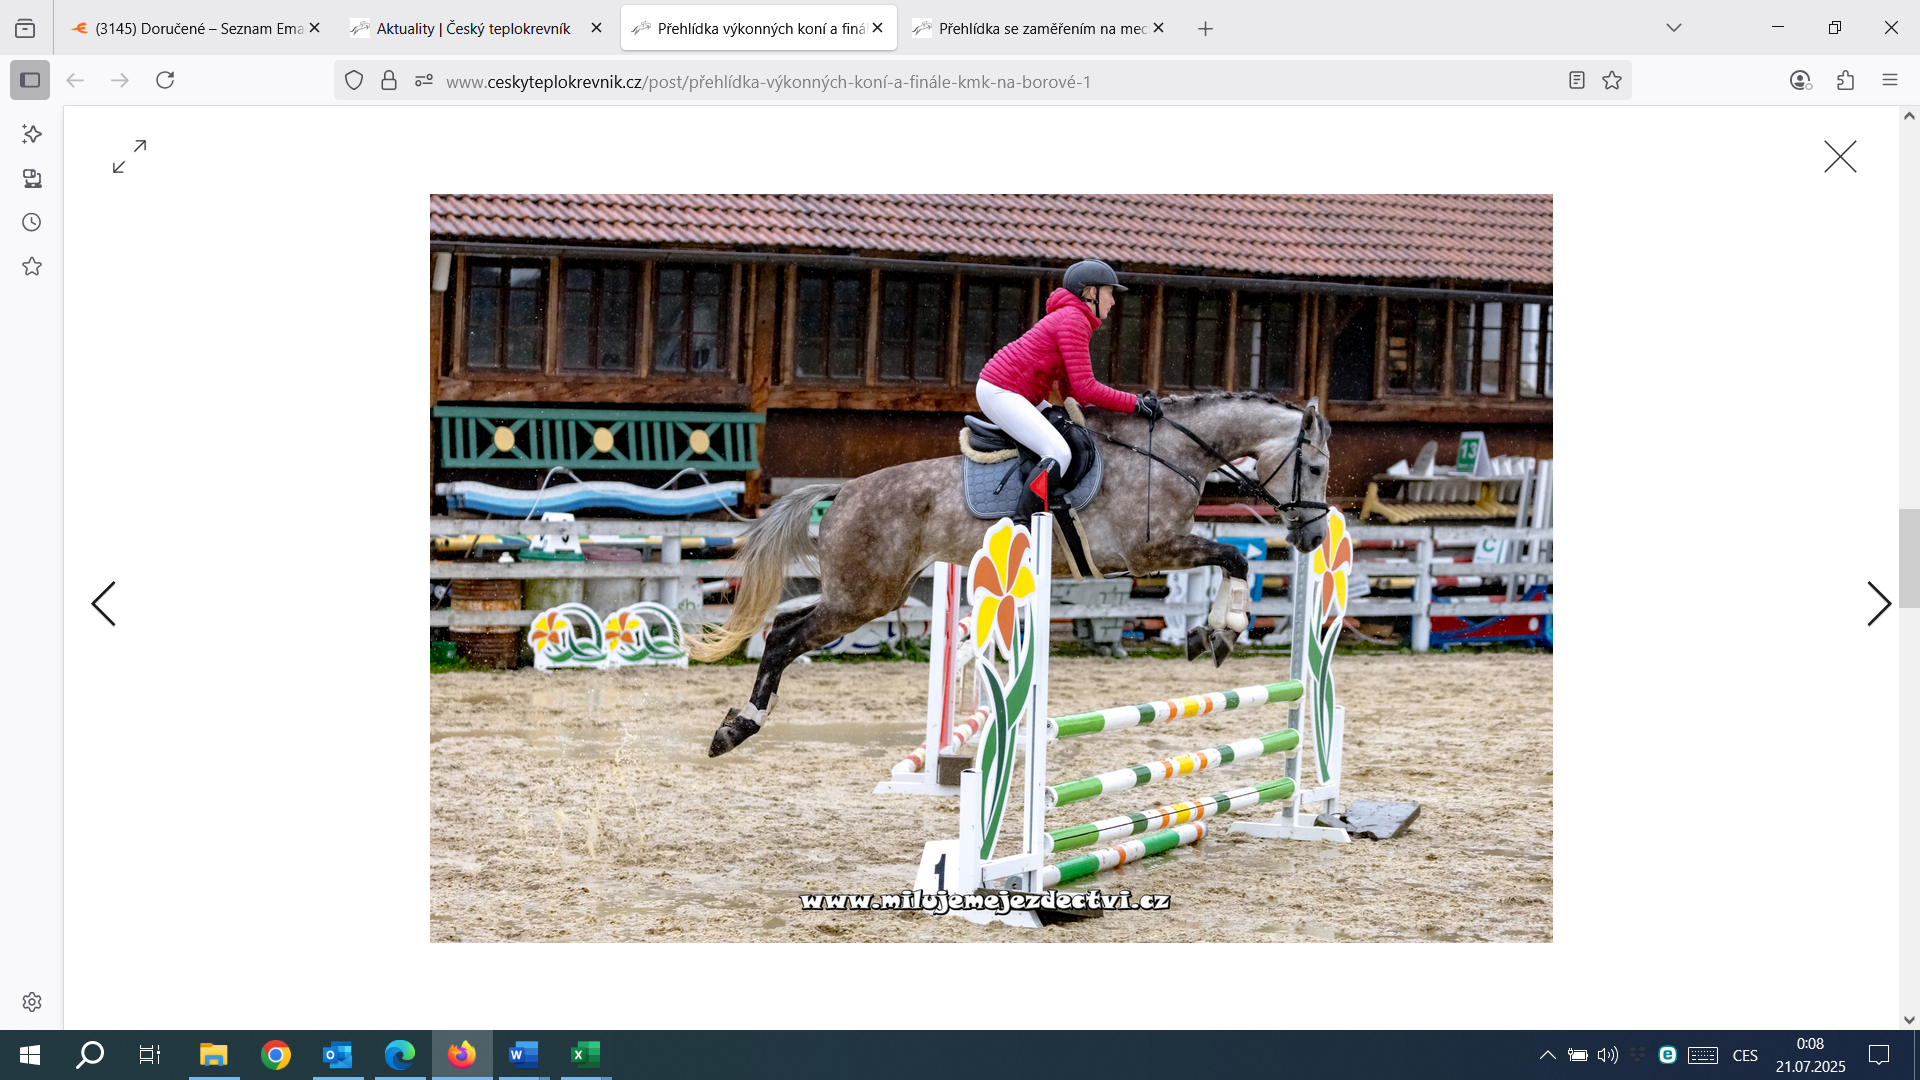 (3145) Doručené – Seznam Ema
Aktuality | Český teplokrevník
Přehlídka výkonných koní a finá
Přehlídka se zaměřením na mec
www.ceskyteplokrevnik.cz/post/přehlídka-výkonných-koní-a-finále-kmk-na-borové-1
13
C
1
www.milujemejezdectvi.cz
CES
0:08
21.07.2025